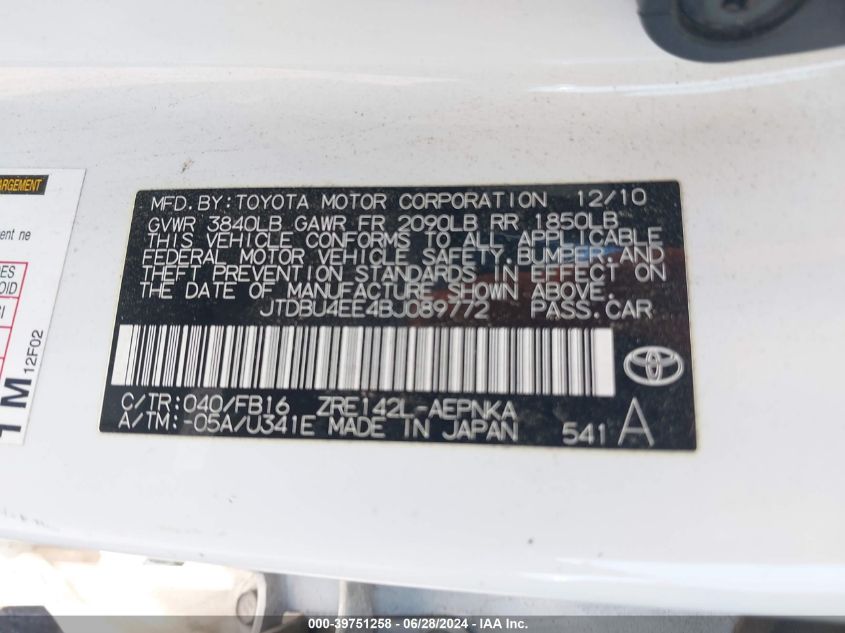 ARGEMENT
ent ne
ES
OID
CI
1M
12F02
MFD. BY: TOYOTA MOTOR CORPORATION 12/10
GVWR 3840LB GAWR FR 2090LB RR 1850LB
THIS VEHICLE CONFORMS TO ALL APPLICABLE
FEDERAL MOTOR VEHICLE SAFETY, BUMPER, AND
THEFT PREVENTION STANDARDS IN EFFECT ON
THE DATE OF MANUFACTURE SHOWN ABOVE.
JTDBU4EE4BJ089772 PASS. CAR
C/TR: 040/FB16 ZRE142L-AEPNKA
A/TM: -05A/U341E MADE IN JAPAN 541 A
000-39751258 - 06/28/2024 - IAA Inc.